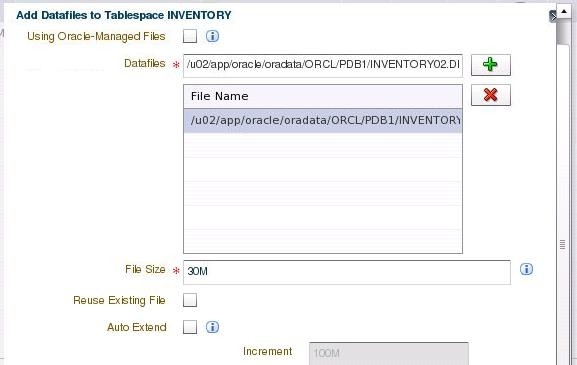 Add Datafiles to Tablespace INVENTORY
Using Oracle-Managed Files
Datafiles * /u02/app/oracle/oradata/ORCL/PDB1/INVENTORY02.DI
File Name
/u02/app/oracle/oradata/ORCL/PDB1/INVENTORY
File Size * 30M
Reuse Existing File
Auto Extend
Increment 100M